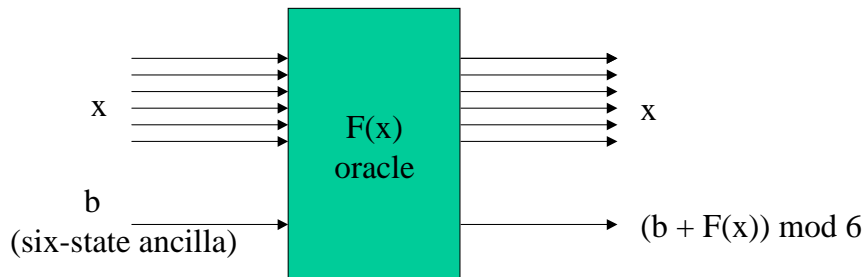 x
F(x)
oracle
x
b
(six-state ancilla)
(b + F(x)) mod 6